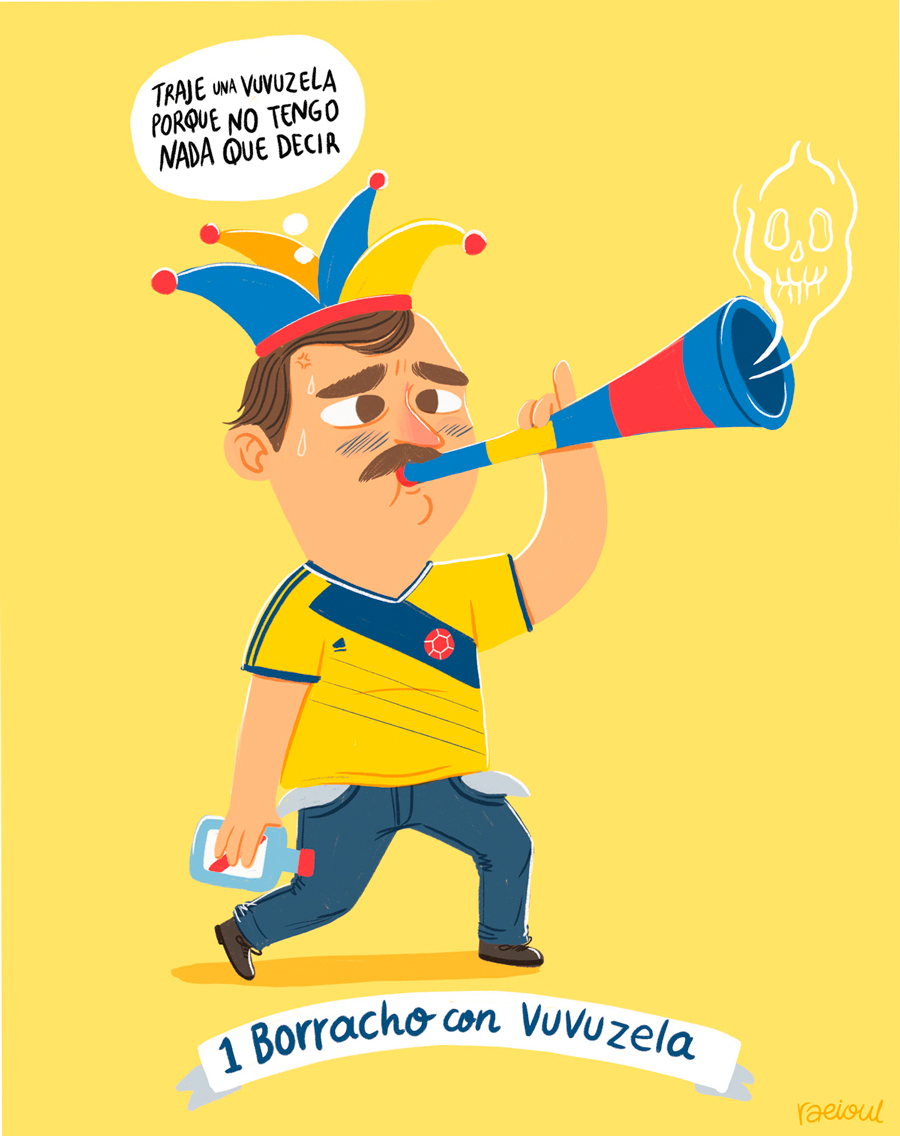 TRAJE UNA VUVUZELA
PORQUE NO TENGO
NADA QUE DECIR
1 Borracho con Vuvuzela
raeioul